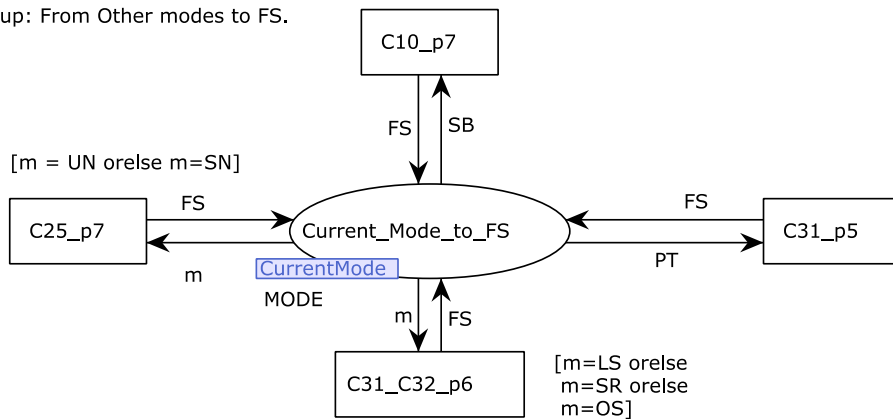 up: From Other modes to FS.
C10_p7
FS
SB
[m = UN orelse m=SN]
FS
FS
C25_p7
Current_Mode_to_FS
C31_p5
m
CurrentMode
PT
MODE
m
FS
C31_C32_p6
[m=LS orelse
m=SR orelse
m=OS]